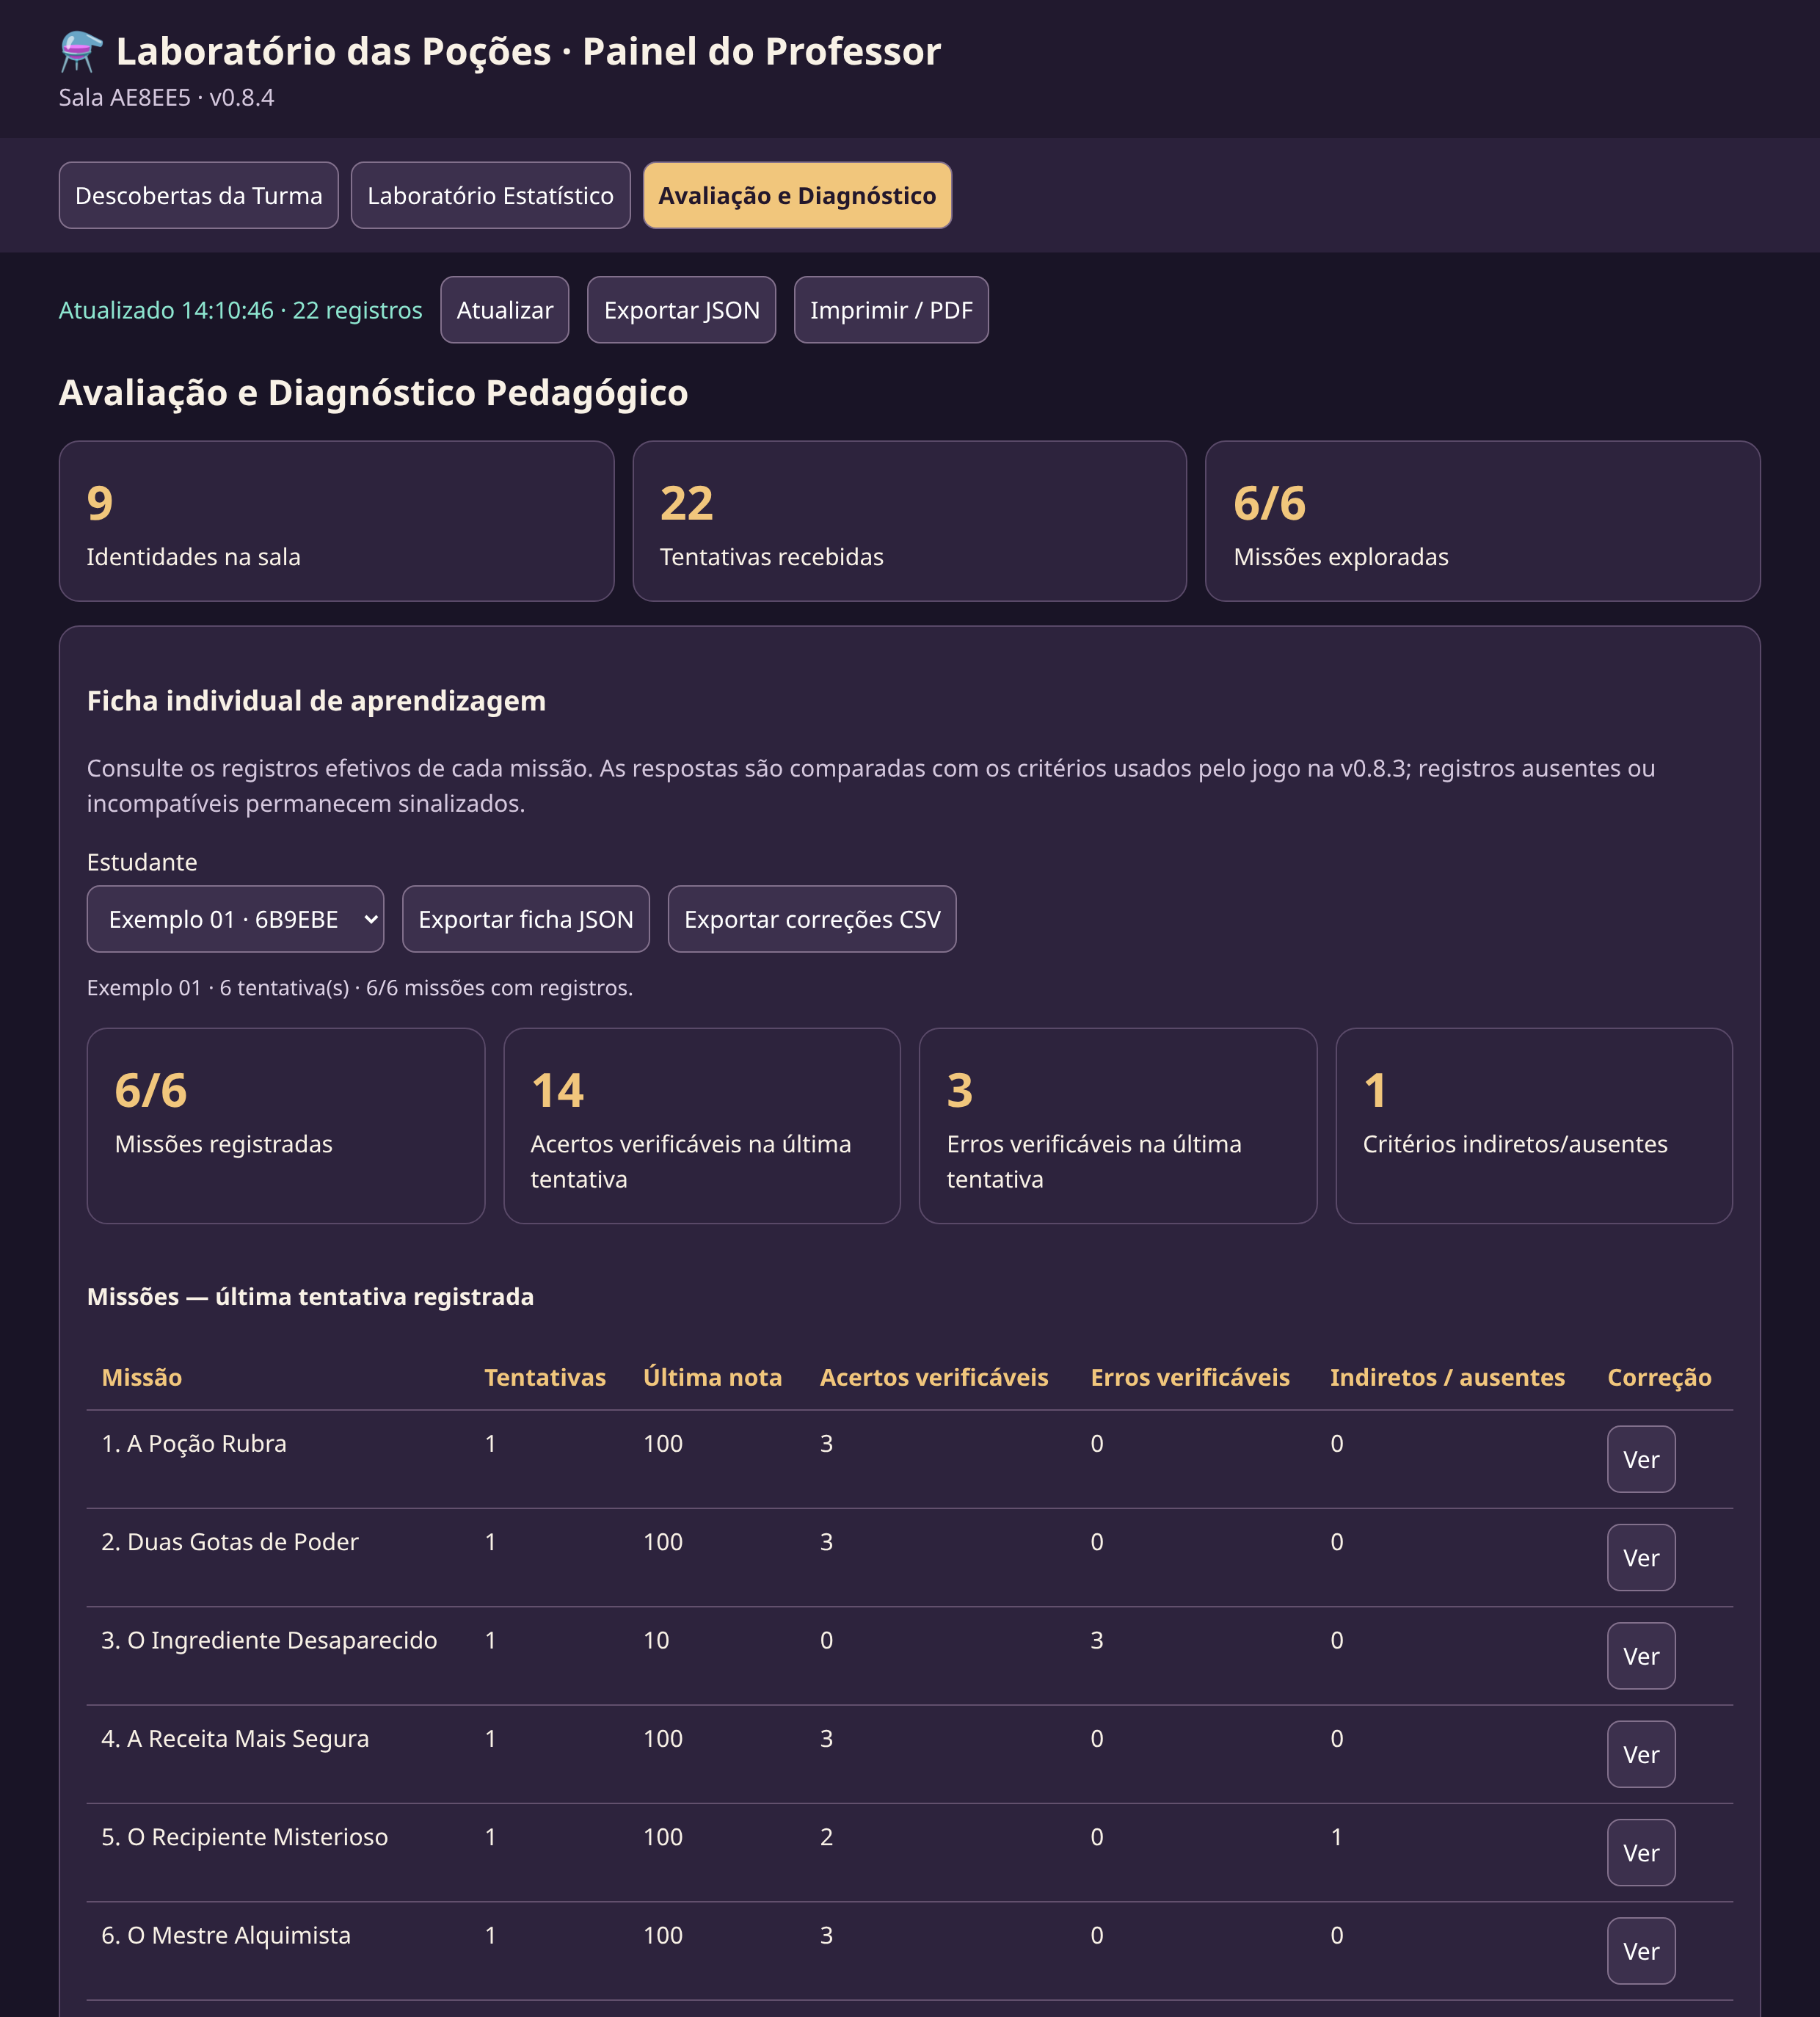 Laboratório das Poções · Painel do Professor
Sala AE8EE5 · v0.8.4
Descobertas da Turma Laboratório Estatístico Avaliação e Diagnóstico
Atualizado 14:10:46 · 22 registros Atualizar Exportar JSON Imprimir / PDF
Avaliação e Diagnóstico Pedagógico
9 22 6/6
Identidades na sala Tentativas recebidas Missões exploradas
Ficha individual de aprendizagem
Consulte os registros efetivos de cada missão. As respostas são comparadas com os critérios usados pelo jogo na v0.8.3; registros ausentes ou
incompatíveis permanecem sinalizados.
Estudante
Exemplo 01 · 6B9EBE Exportar ficha JSON Exportar correções CSV
Exemplo 01 · 6 tentativa(s) · 6/6 missões com registros.
6/6 14 3 1
Missões registradas Acertos verificáveis na última Erros verificáveis na última Critérios indiretos/ausentes
tentativa tentativa
Missões — última tentativa registrada
Missão Tentativas Última nota Acertos verificáveis Erros verificáveis Indiretos / ausentes Correção
1. A Poção Rubra 1 100 3 0 0 Ver
2. Duas Gotas de Poder 1 100 3 0 0 Ver
3. O Ingrediente Desaparecido 1 10 0 3 0 Ver
4. A Receita Mais Segura 1 100 3 0 0 Ver
5. O Recipiente Misterioso 1 100 2 0 1 Ver
6. O Mestre Alquimista 1 100 3 0 0 Ver